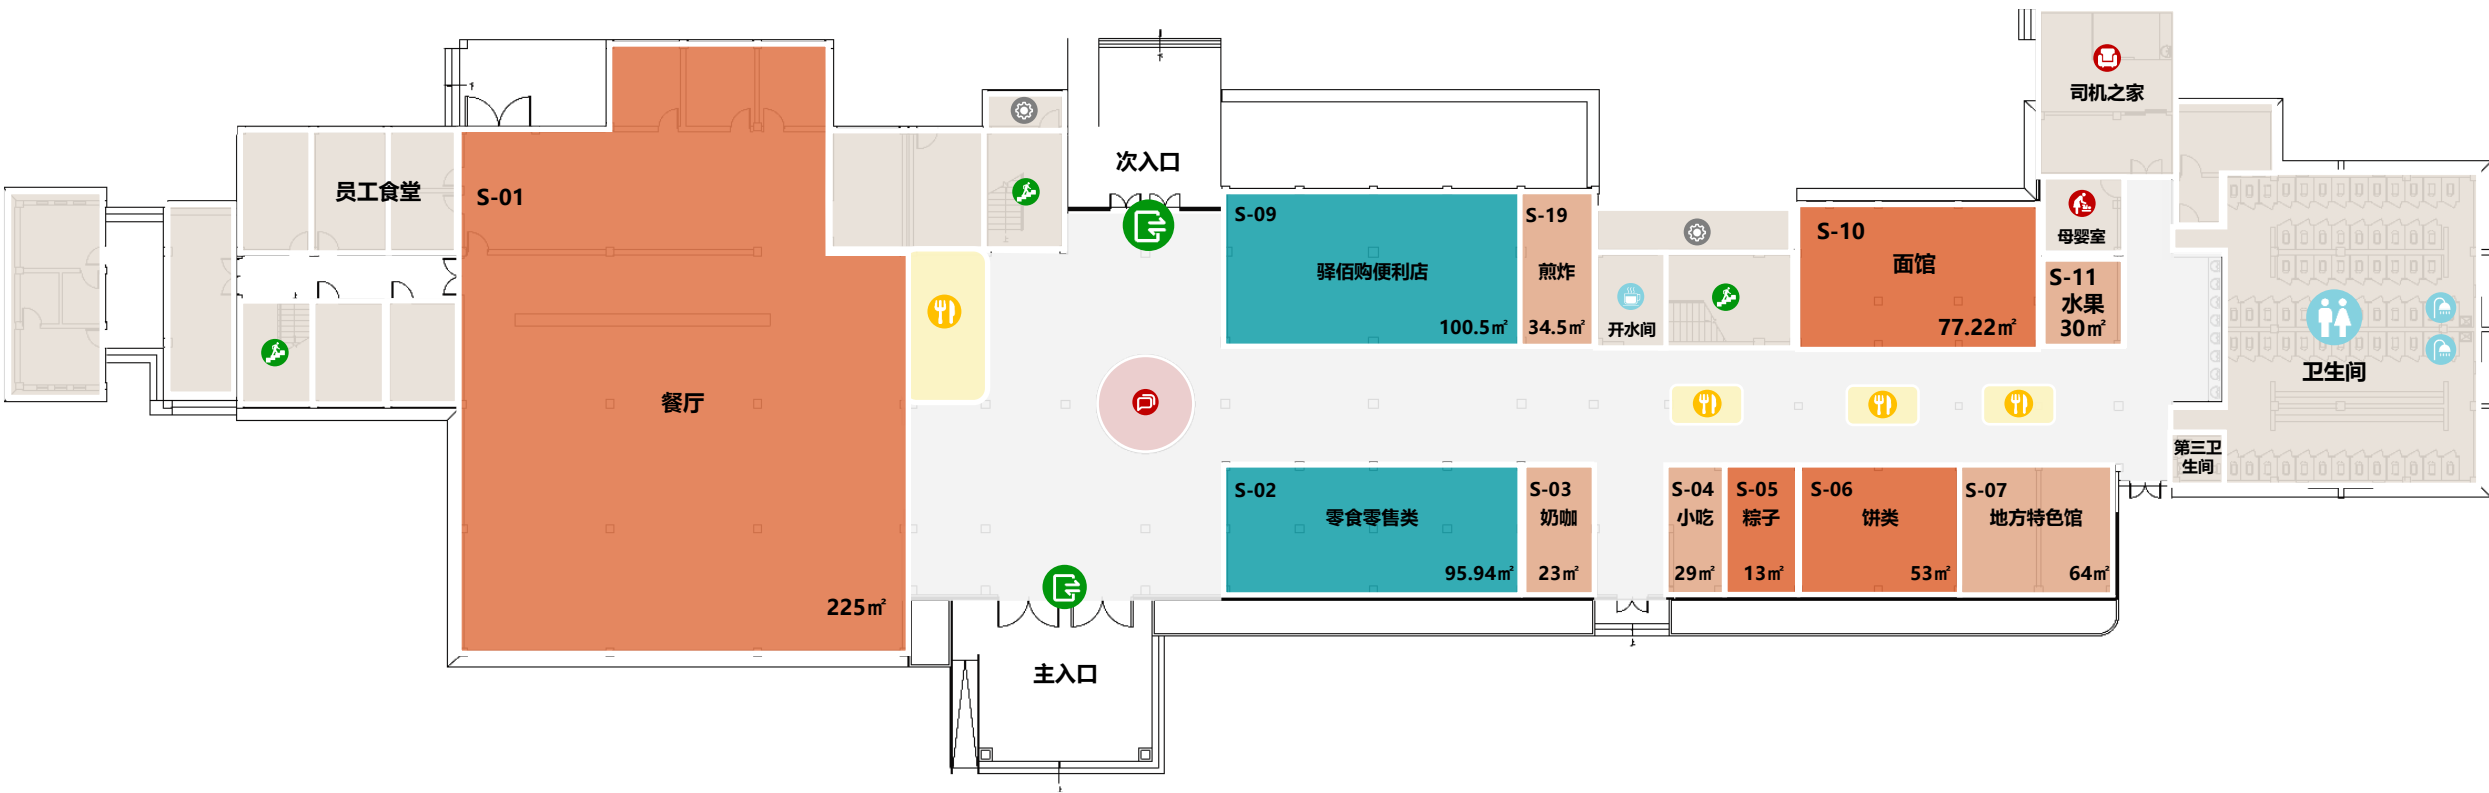 司机之家
次入口
员工食堂
S-01
S-09
驿佰购便利店
100.5㎡
S-19
煎炸
34.5㎡
开水间
S-10
面馆
77.22㎡
母婴室
S-11
水果
30㎡
卫生间
餐厅
225㎡
第三卫
生间
S-02
零食零售类
95.94㎡
S-03
奶咖
23㎡
S-04
小吃
29㎡
S-05
粽子
13㎡
S-06
饼类
53㎡
S-07
地方特色馆
64㎡
主入口